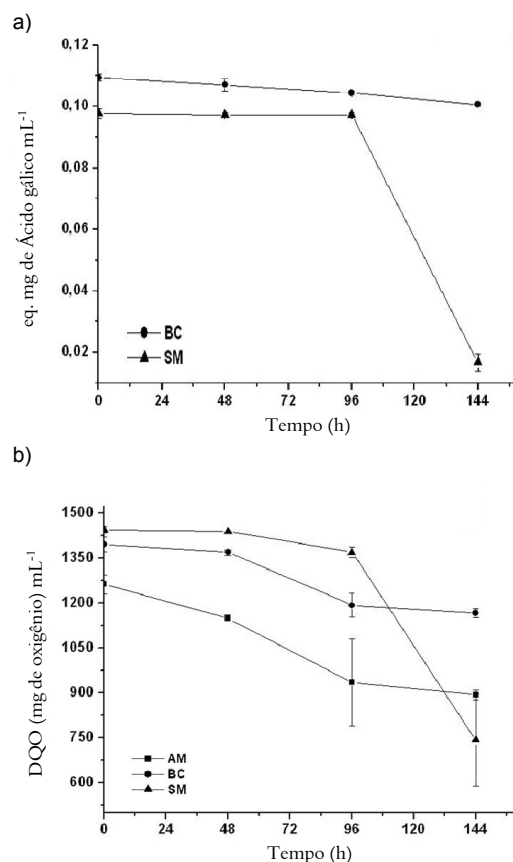 a)
0,12
0,10
0,08
0,06
0,04
0,02
eq. mg de Ácido gálico mL⁻¹
BC
SM
0 24 48 72 96 120 144
Tempo (h)
b)
1500
1350
1200
1050
900
750
600
DQO (mg de oxigênio) mL⁻¹
AM
BC
SM
0 24 48 72 96 120 144
Tempo (h)